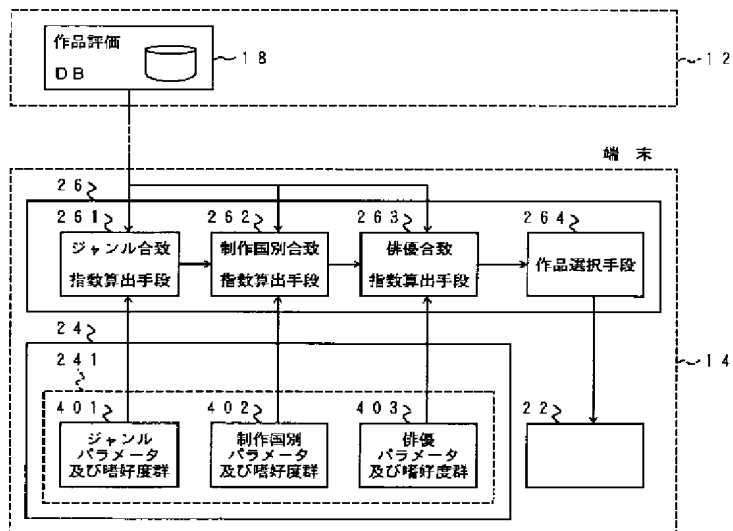 作品評価
DB
18
12
端 末
26
261
262
263
264
ジャンル合致
指数算出手段
制作国別合致
指数算出手段
俳優合致
指数算出手段
作品選択手段
24
241
14
401
402
403
22
ジャンル
パラメータ
及び嗜好度群
制作国別
パラメータ
及び嗜好度群
俳優
パラメータ
及び嗜好度群